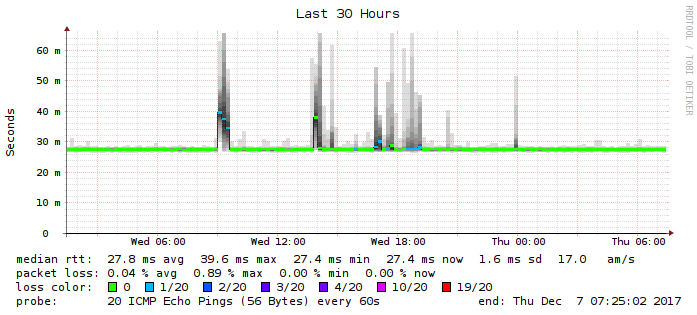 Last 30 Hours
RRDTOOL / TOBI OETIKER
Seconds
60 m
50 m
40 m
30 m
20 m
10 m
0
Wed 06:00 Wed 12:00 Wed 18:00 Thu 00:00 Thu 06:00
median rtt: 27.8 ms avg 39.6 ms max 27.4 ms min 27.4 ms now 1.6 ms sd 17.0 am/s
packet loss: 0.04 % avg 0.89 % max 0.00 % min 0.00 % now
loss color: 0 1/20 2/20 3/20 4/20 10/20 19/20
probe: 20 ICMP Echo Pings (56 Bytes) every 60s end: Thu Dec 7 07:25:02 2017